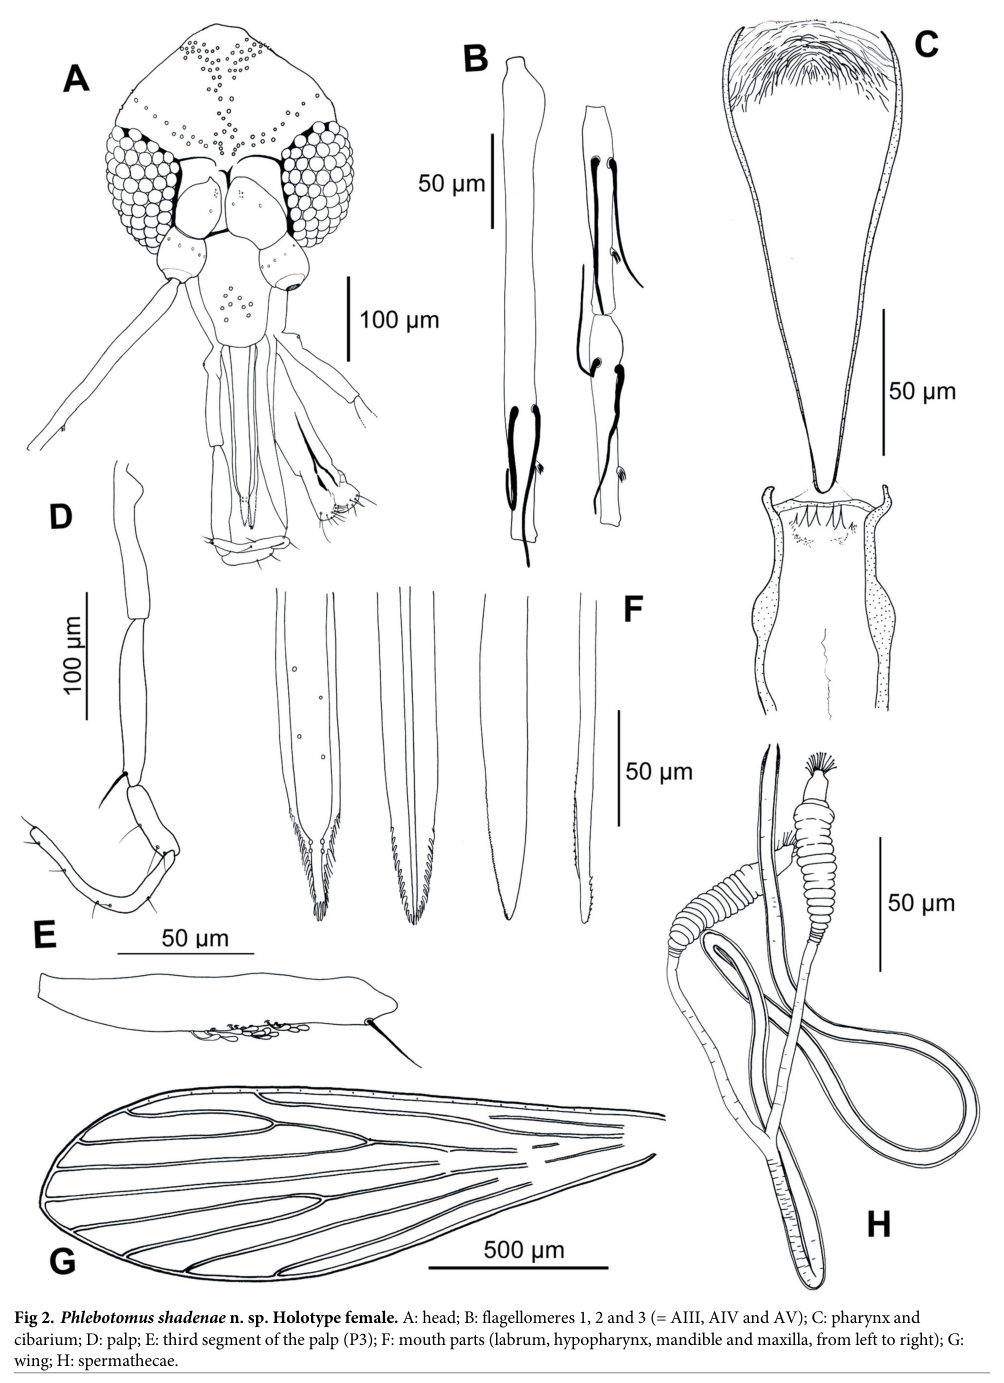 A
B
C
50 µm
100 µm
50 µm
D
100 µm
F
50 µm
E
50 µm
50 µm
G
500 µm
H
Fig 2. Phlebotomus shadenae n. sp. Holotype female. A: head; B: flagellomeres 1, 2 and 3 (= AIII, AIV and AV); C: pharynx and
cibarium; D: palp; E: third segment of the palp (P3); F: mouth parts (labrum, hypopharynx, mandible and maxilla, from left to right); G:
wing; H: spermathecae.